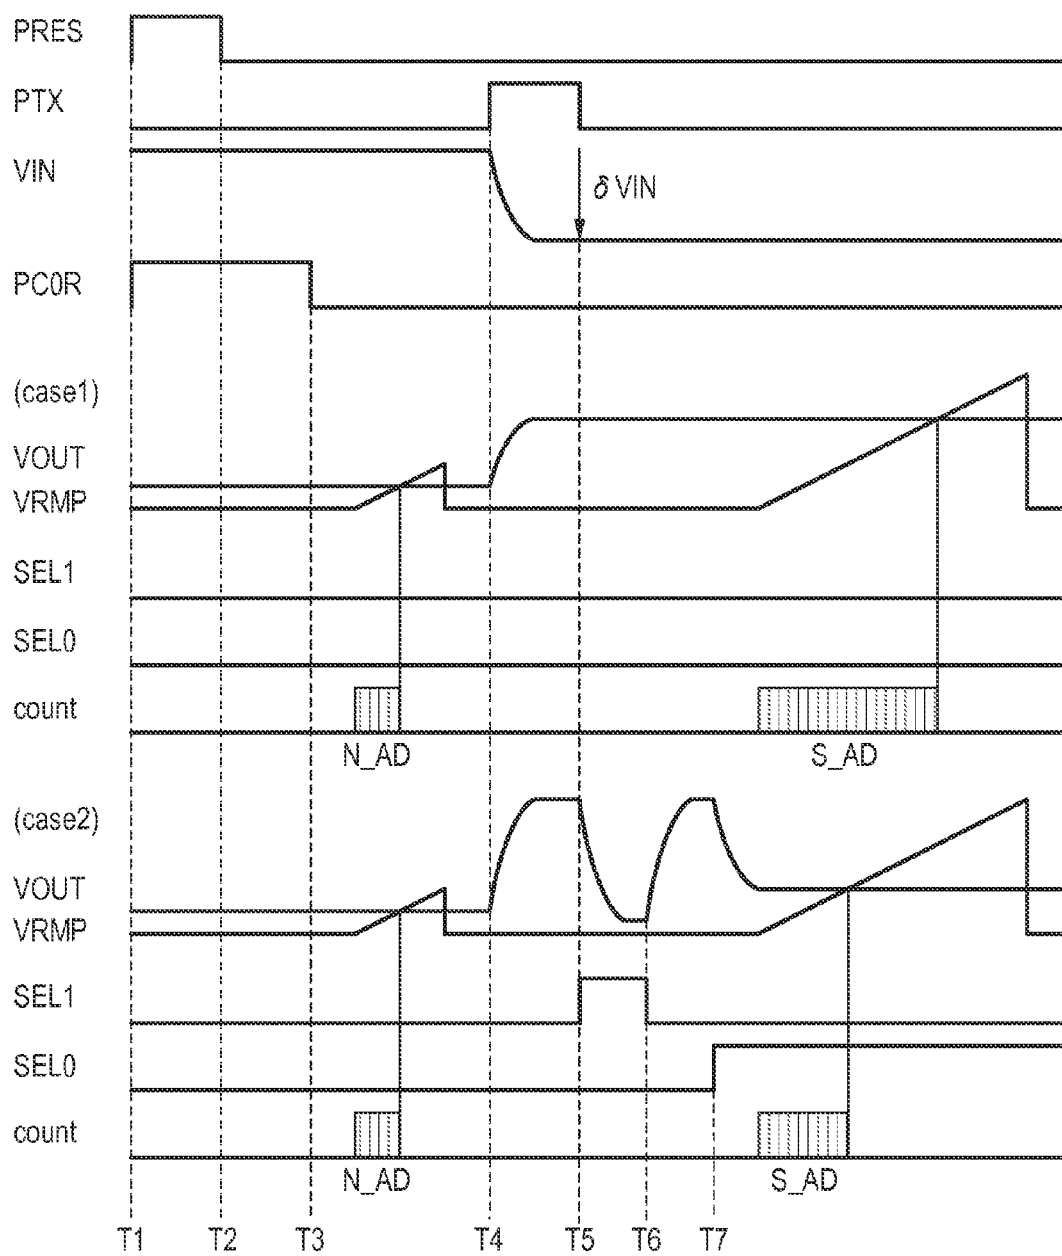 PRES
PTX
VIN
δ VIN
PC0R
(case1)
VOUT
VRMP
SEL1
SEL0
count
N_AD
S_AD
(case2)
VOUT
VRMP
SEL1
SEL0
count
N_AD
S_AD
T1 T2 T3 T4 T5 T6 T7